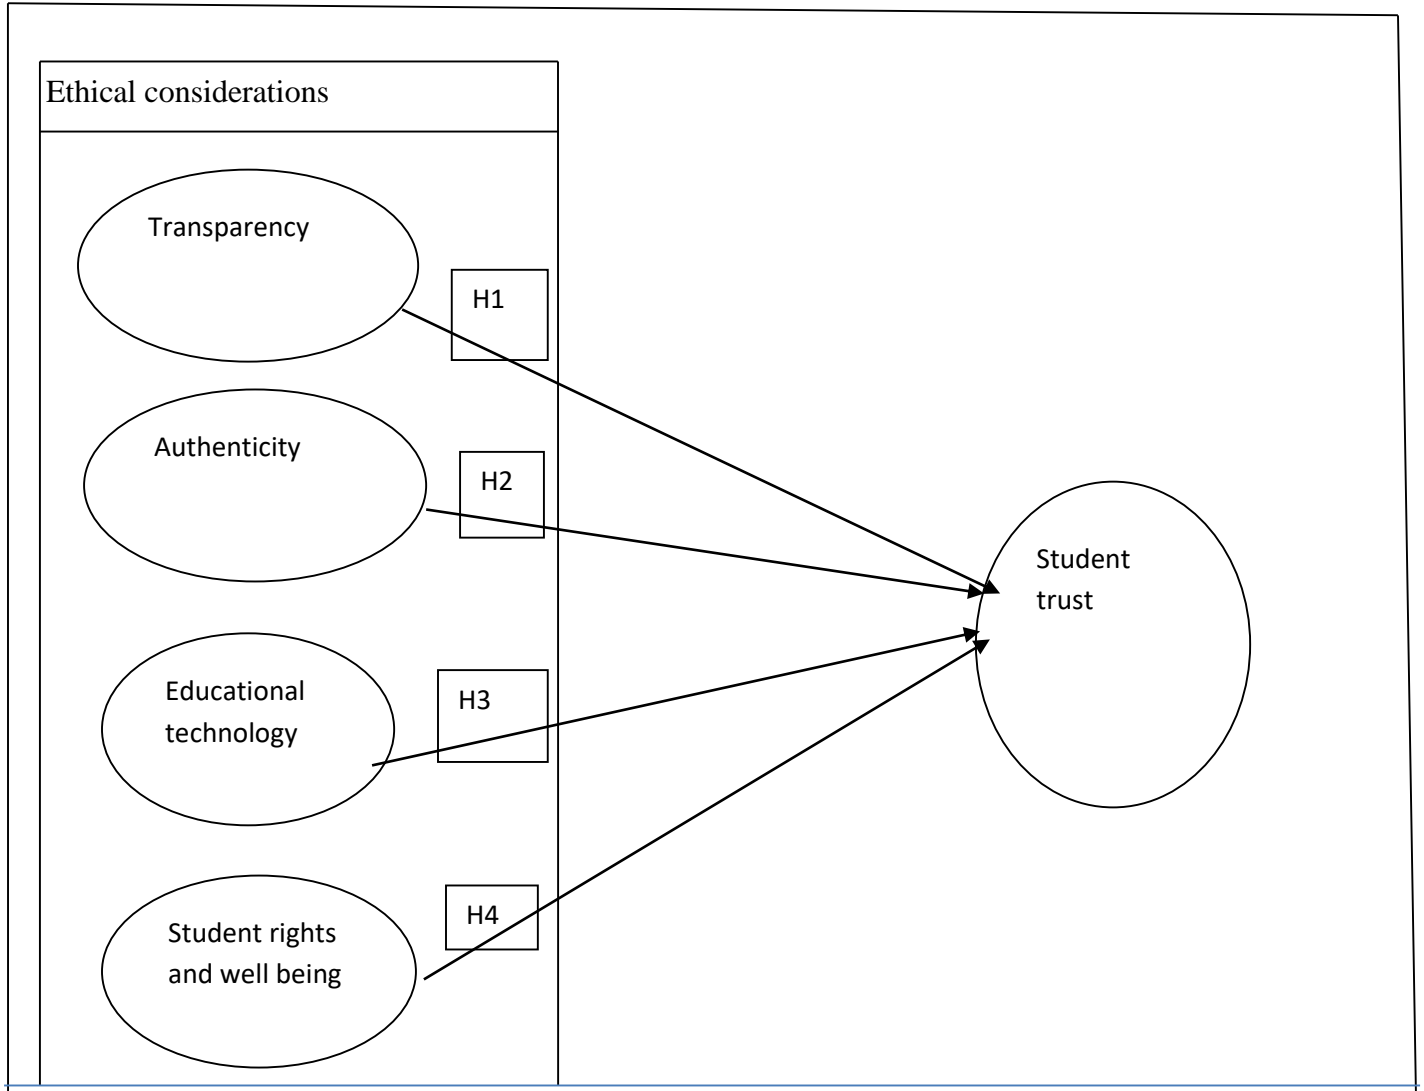 Ethical considerations
Transparency
H1
Authenticity
H2
Student
trust
Educational
technology
H3
Student rights
and well being
H4